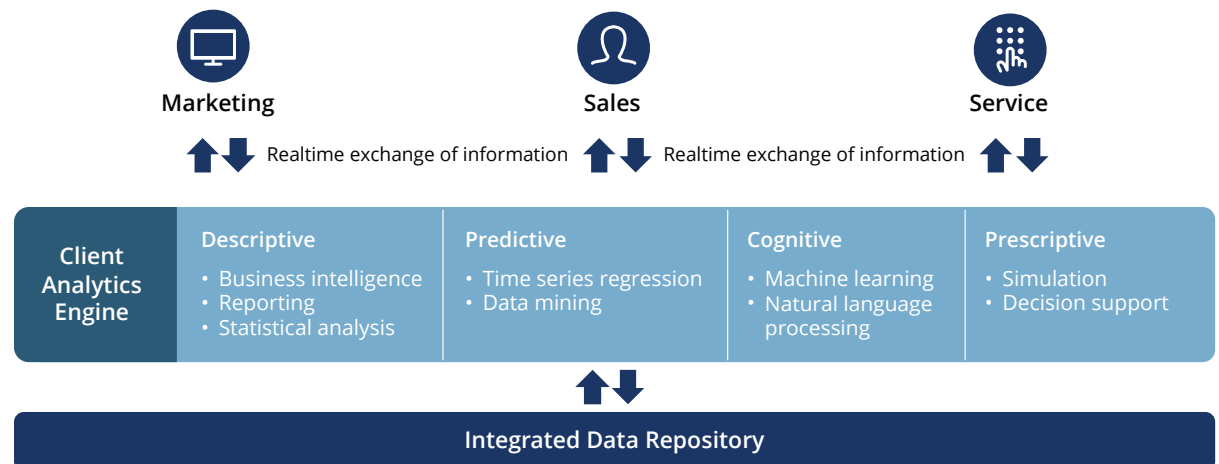 Marketing
Sales
Service
Realtime exchange of information
Realtime exchange of information
Client
Analytics
Engine
Descriptive
• Business intelligence
• Reporting
• Statistical analysis
Predictive
• Time series regression
• Data mining
Cognitive
• Machine learning
• Natural language
processing
Prescriptive
• Simulation
• Decision support
Integrated Data Repository